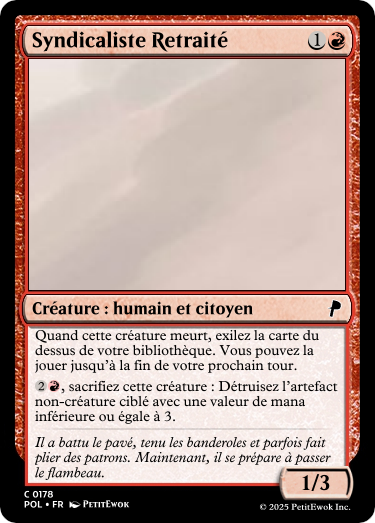 Syndicaliste Retraité 1
Créature : humain et citoyen
Quand cette créature meurt, exilez la carte du
dessus de votre bibliothèque. Vous pouvez la
jouer jusqu’à la fin de votre prochain tour.
2, sacrifiez cette créature : Détruisez l’artefact
non-créature ciblé avec une valeur de mana
inférieure ou égale à 3.
Il a battu le pavé, tenu les banderoles et parfois fait
plier des patrons. Maintenant, il se prépare à passer
le flambeau.
1/3
C 0178
POL • FR PetitEwok
© 2025 PetitEwok Inc.